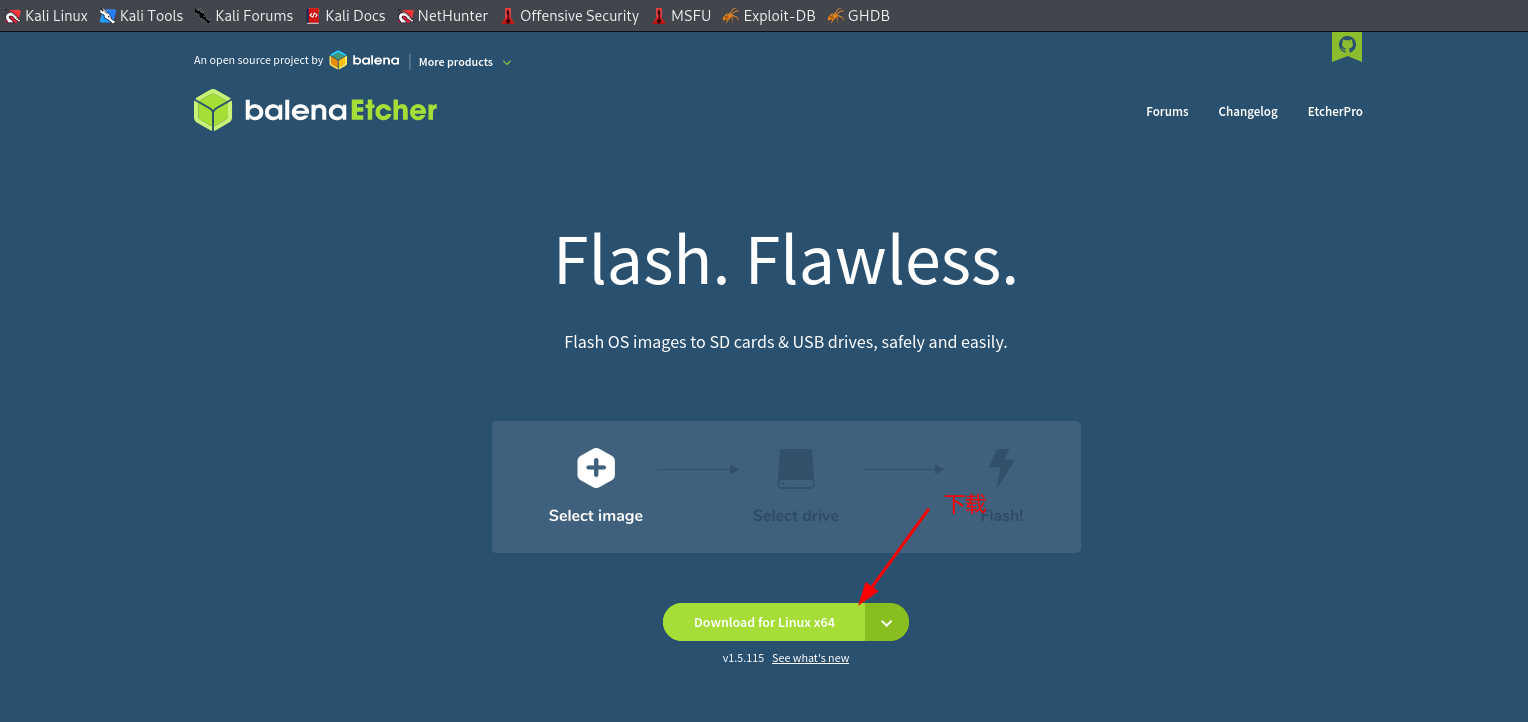 Kali Linux Kali Tools Kali Forums Kali Docs NetHunter Offensive Security MSFU Exploit-DB GHDB
An open source project by balena More products
balenaEtcher
Forums Changelog EtcherPro
Flash. Flawless.
Flash OS images to SD cards & USB drives, safely and easily.
下载
Select image Select drive Flash!
Download for Linux x64
v1.5.115 See what's new